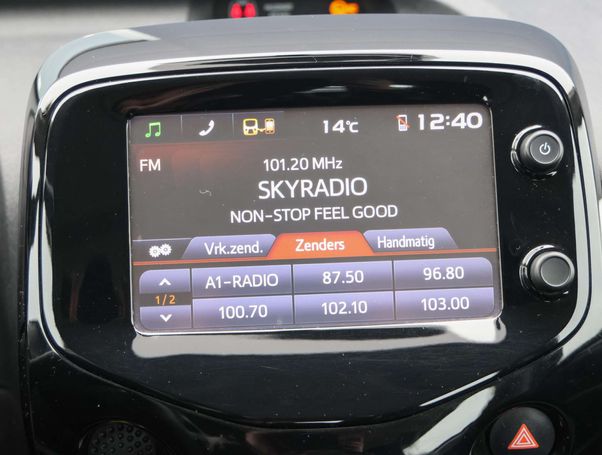 14°C 12:40
FM
101.20 MHz
SKYRADIO
NON-STOP FEEL GOOD
Vrk.zend. Zenders Handmatig
A1-RADIO 87.50 96.80
1/2
100.70 102.10 103.00